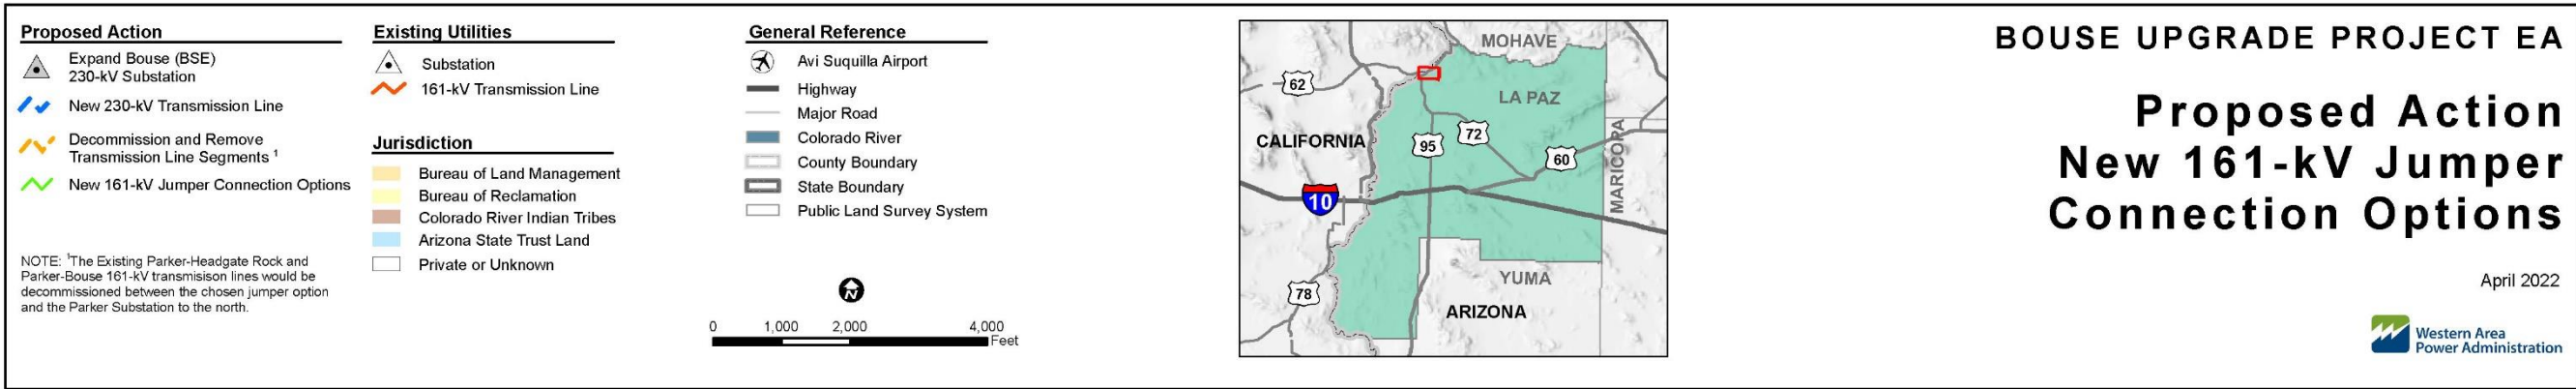 Proposed Action
Expand Bouse (BSE)
230-kV Substation
New 230-kV Transmission Line
Decommission and Remove
Transmission Line Segments ¹
New 161-kV Jumper Connection Options
NOTE: ¹The Existing Parker-Headgate Rock and
Parker-Bouse 161-kV transmisison lines would be
decommissioned between the chosen jumper option
and the Parker Substation to the north.
Existing Utilities
Substation
161-kV Transmission Line
Jurisdiction
Bureau of Land Management
Bureau of Reclamation
Colorado River Indian Tribes
Arizona State Trust Land
Private or Unknown
General Reference
Avi Suquilla Airport
Highway
Major Road
Colorado River
County Boundary
State Boundary
Public Land Survey System
N
0 1,000 2,000 4,000
Feet
MOHAVE
62
LA PAZ
CALIFORNIA
95
72
60
MARICOPA
10
YUMA
78
ARIZONA
BOUSE UPGRADE PROJECT EA
Proposed Action
New 161-kV Jumper
Connection Options
April 2022
Western Area
Power Administration